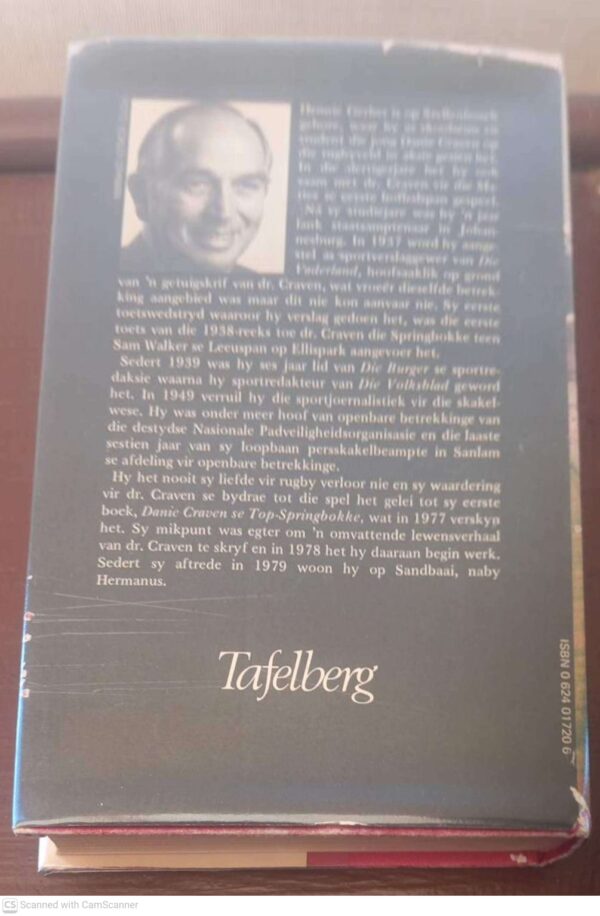 Hennie Gerber is op Stellenbosch
gebore, waar hy as skoolseun en
student die jong Danie Craven op
die rugbyveld in aksie gesien het.
In die dertigerjare het hy ook
saam met dr. Craven vir die Ma-
ties se eerste bofbalspan gespeel.
Ná sy studiejare was hy 'n jaar
lank staatsamptenaar in Johan-
nesburg. In 1937 word hy aange-
stel as sportverslaggewer van Die
Vaderland, hoofsaaklik op grond
van 'n getuigskrif van dr. Craven, wat vroeër dieselfde betrek-
king aangebied was maar dit nie kon aanvaar nie. Sy eerste
toetswedstryd waaroor hy verslag gedoen het, was die eerste
toets van die 1938-reeks toe dr. Craven die Springbokke teen
Sam Walker se Leeuspan op Ellispark aangevoer het.
Sedert 1939 was hy ses jaar lid van Die Burger se sportre-
daksie waarna hy sportredakteur van Die Volksblad geword
het. In 1949 verruil hy die sportjoernalistiek vir die skakel-
wese. Hy was onder meer hoof van openbare betrekkinge van
die destydse Nasionale Padveiligheidsorganisasie en die laaste
sestien jaar van sy loopbaan persskakelbeampte in Sanlam
se afdeling vir openbare betrekkinge.
Hy het nooit sy liefde vir rugby verloor nie en sy waardering
vir dr. Craven se bydrae tot die spel het gelei tot sy eerste
boek, Danie Craven se Top-Springbokke, wat in 1977 verskyn
het. Sy mikpunt was egter om 'n omvattende lewensverhaal
van dr. Craven te skryf en in 1978 het hy daaraan begin werk.
Sedert sy aftrede in 1979 woon hy op Sandbaai, naby
Hermanus.
Tafelberg
ISBN 0 624 01720 6
CS Scanned with CamScanner